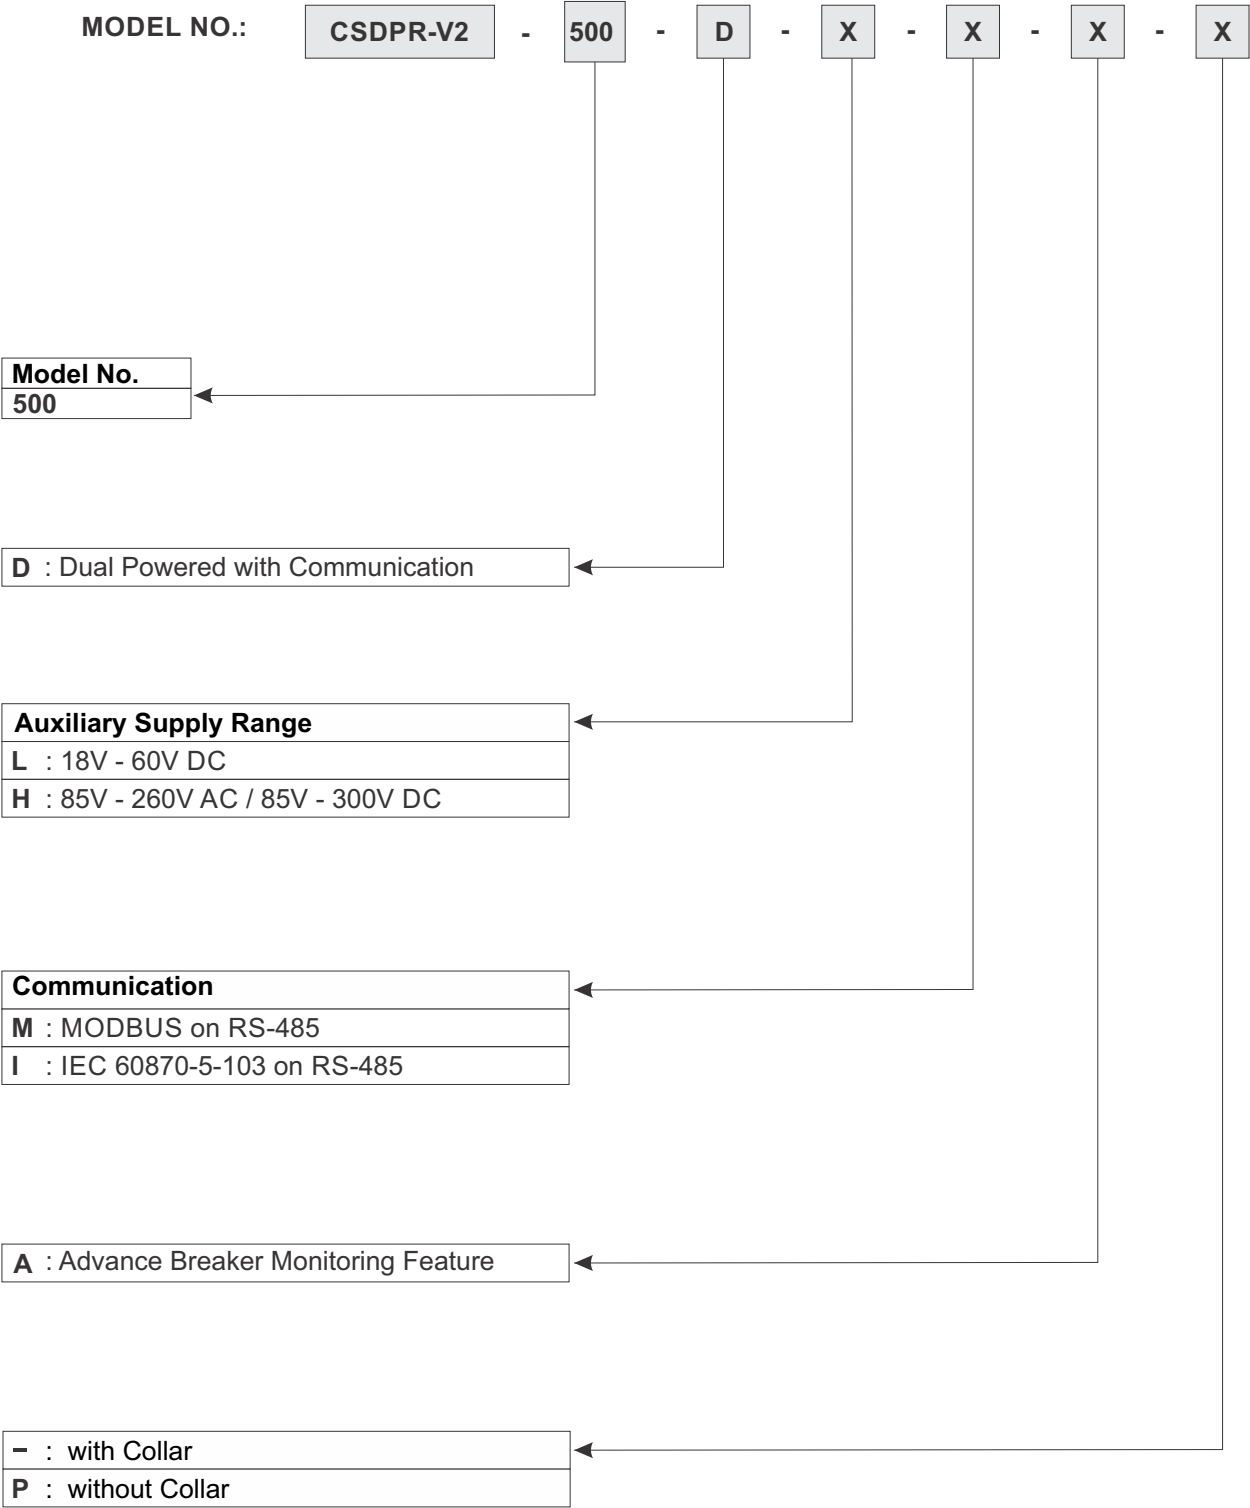 MODEL NO.: CSDPR-V2 - 500 - D - X - X - X - X
Model No.
500
D : Dual Powered with Communication
Auxiliary Supply Range
L : 18V - 60V DC
H : 85V - 260V AC / 85V - 300V DC
Communication
M : MODBUS on RS-485
I : IEC 60870-5-103 on RS-485
A : Advance Breaker Monitoring Feature
– : with Collar
P : without Collar